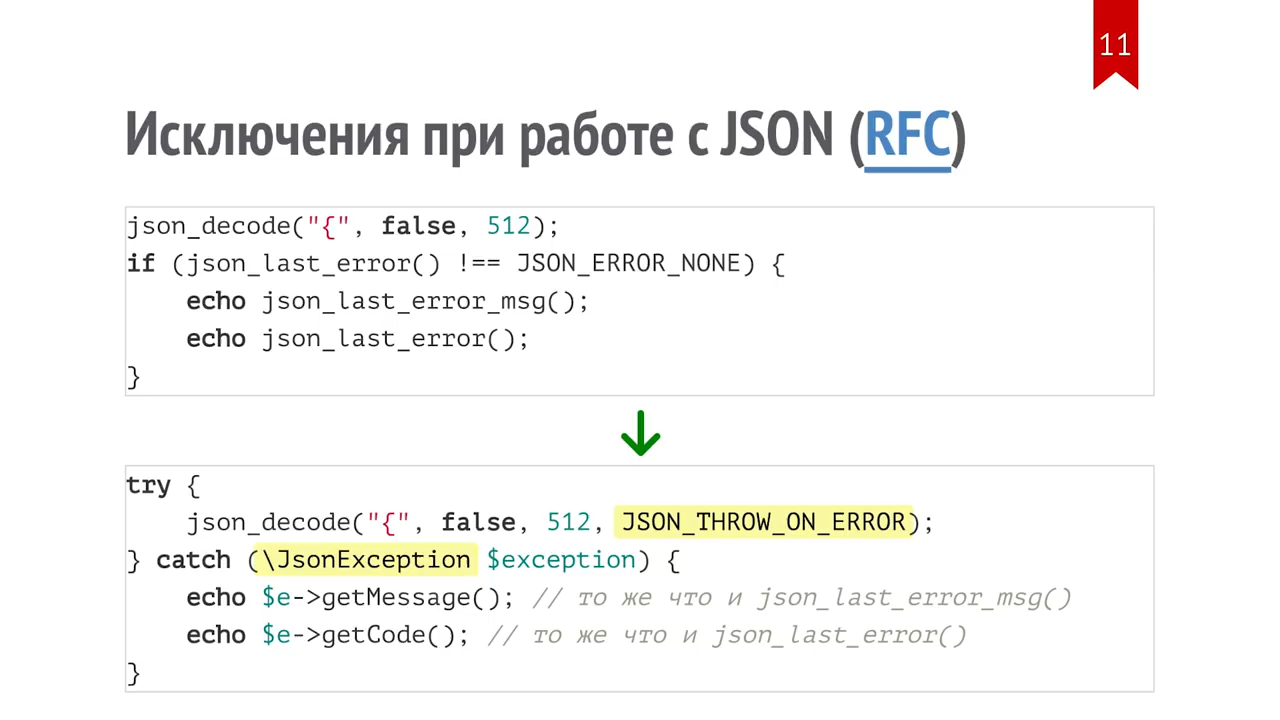 11
Исключения при работе с JSON (RFC)
json_decode("{", false, 512);
if (json_last_error() !== JSON_ERROR_NONE) {
    echo json_last_error_msg();
    echo json_last_error();
}
try {
    json_decode("{", false, 512, JSON_THROW_ON_ERROR);
} catch (\JsonException $exception) {
    echo $e->getMessage(); // то же что и json_last_error_msg()
    echo $e->getCode(); // то же что и json_last_error()
}